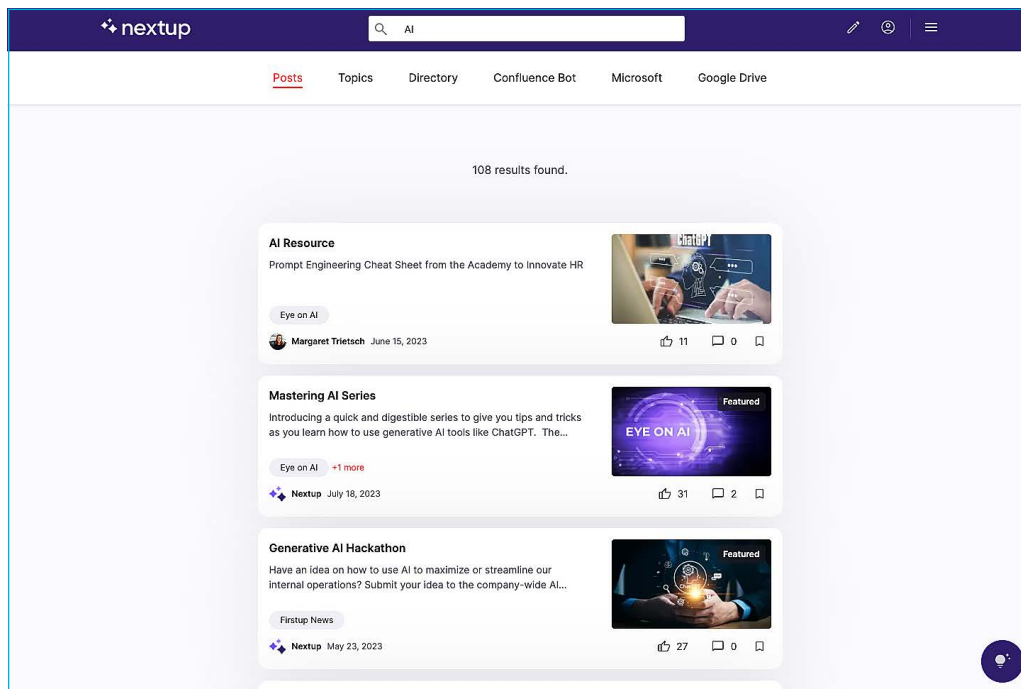 nextup
AI
Posts
Topics
Directory
Confluence Bot
Microsoft
Google Drive
108 results found.
AI Resource
Prompt Engineering Cheat Sheet from the Academy to Innovate HR
ChatGPT
Eye on AI
Margaret Trietsch June 15, 2023
11
0
Mastering AI Series
Introducing a quick and digestible series to give you tips and tricks
as you learn how to use generative AI tools like ChatGPT. The...
Featured
EYE ON AI
Eye on AI +1 more
Nextup July 18, 2023
31
2
Generative AI Hackathon
Have an idea on how to use AI to maximize or streamline our
internal operations? Submit your idea to the company-wide AI...
Featured
Firstup News
Nextup May 23, 2023
27
0